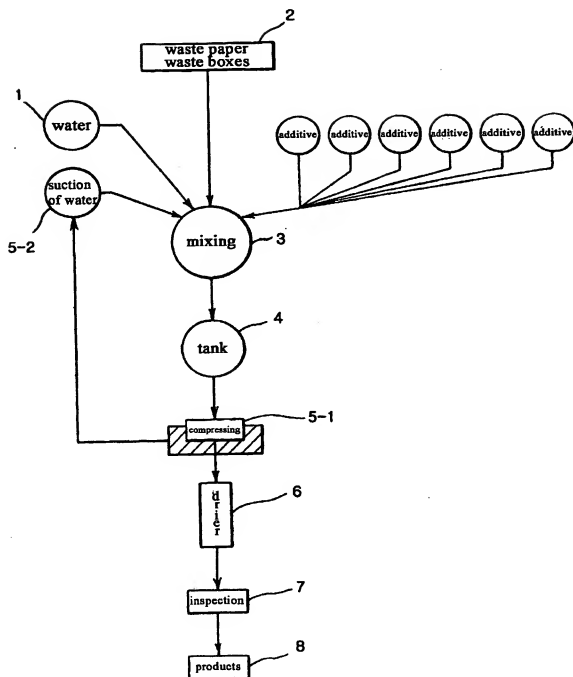 2
waste paper
waste boxes
1
water
additive additive additive additive additive additive
suction
of water
5-2
mixing
3
4
tank
5-1
compressing
drier
6
7
inspection
8
products